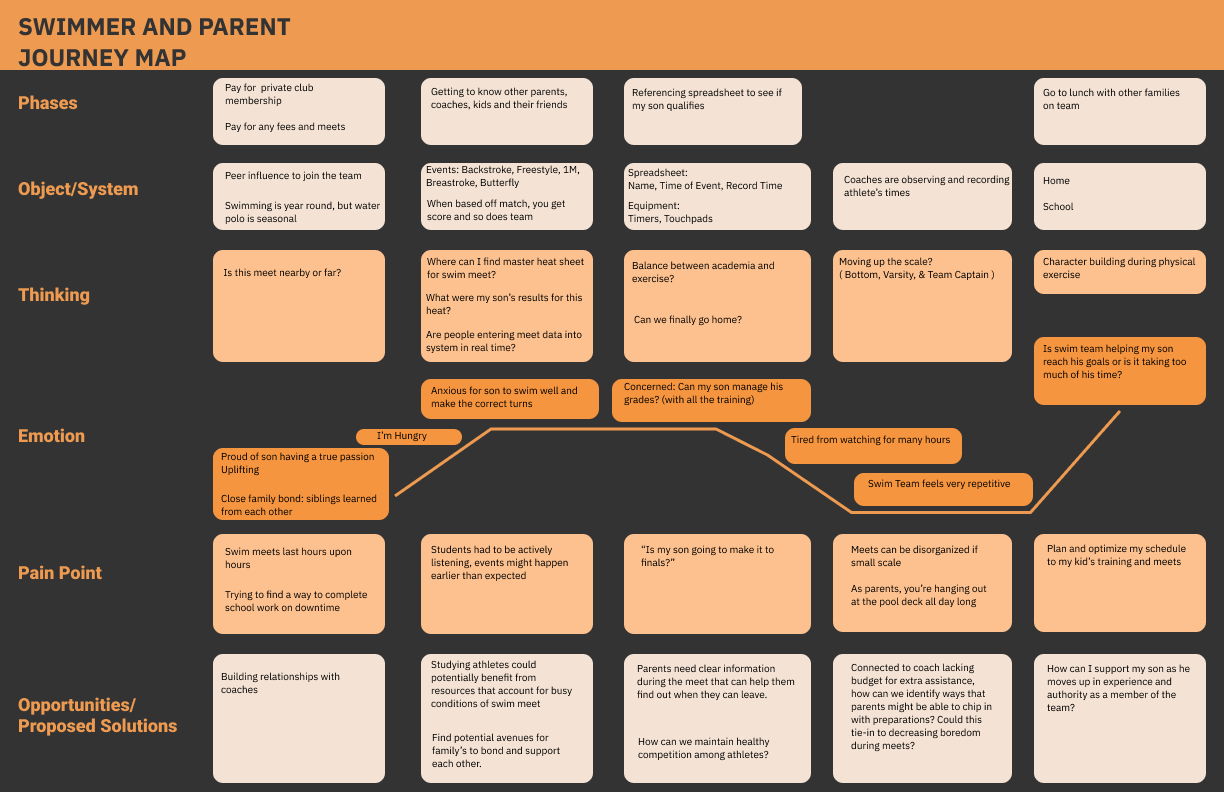 SWIMMER AND PARENT
JOURNEY MAP
Phases
Pay for  private club
membership
Pay for any fees and meets
Getting to know other parents,
coaches, kids and their friends
Referencing spreadsheet to see if
my son qualifies
Go to lunch with other families
on team
Object/System
Peer influence to join the team
Swimming is year round, but water
polo is seasonal
Events: Backstroke, Freestyle, 1M,
Breastroke, Butterfly
When based off match, you get
score and so does team
Spreadsheet:
Name, Time of Event, Record Time
Equipment:
Timers, Touchpads
Coaches are observing and recording
athlete’s times
Home
School
Thinking
Is this meet nearby or far?
Where can I find master heat sheet
for swim meet?
What were my son’s results for this
heat?
Are people entering meet data into
system in real time?
Balance between academia and
exercise?
Can we finally go home?
Moving up the scale?
( Bottom, Varsity, & Team Captain )
Character building during physical
exercise
Is swim team helping my son
reach his goals or is it taking too
much of his time?
Emotion
Proud of son having a true passion
Uplifting
Close family bond: siblings learned
from each other
I’m Hungry
Anxious for son to swim well and
make the correct turns
Concerned: Can my son manage his
grades? (with all the training)
Tired from watching for many hours
Swim Team feels very repetitive
Pain Point
Swim meets last hours upon
hours
Trying to find a way to complete
school work on downtime
Students had to be actively
listening, events might happen
earlier than expected
“Is my son going to make it to
finals?”
Meets can be disorganized if
small scale
As parents, you’re hanging out
at the pool deck all day long
Plan and optimize my schedule
to my kid’s training and meets
Opportunities/
Proposed Solutions
Building relationships with
coaches
Studying athletes could
potentially benefit from
resources that account for busy
conditions of swim meet
Find potential avenues for
family’s to bond and support
each other.
Parents need clear information
during the meet that can help them
find out when they can leave.
How can we maintain healthy
competition among athletes?
Connected to coach lacking
budget for extra assistance,
how can we identify ways that
parents might be able to chip in
with preparations? Could this
tie-in to decreasing boredom
during meets?
How can I support my son as he
moves up in experience and
authority as a member of the
team?